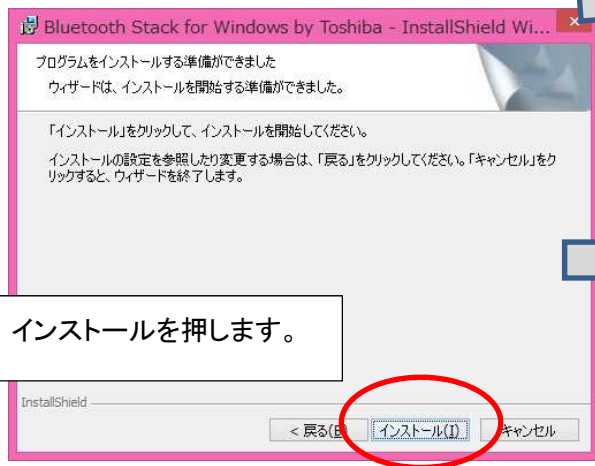 Bluetooth Stack for Windows by Toshiba - InstallShield Wi...
プログラムをインストールする準備ができました
ウィザードは、インストールを開始する準備ができました。
「インストール」をクリックして、インストールを開始してください。
インストールの設定を参照したり変更する場合は、「戻る」をクリックしてください。「キャンセル」をク
リックすると、ウィザードを終了します。
インストールを押します。
InstallShield
< 戻る(B) インストール(I) キャンセル